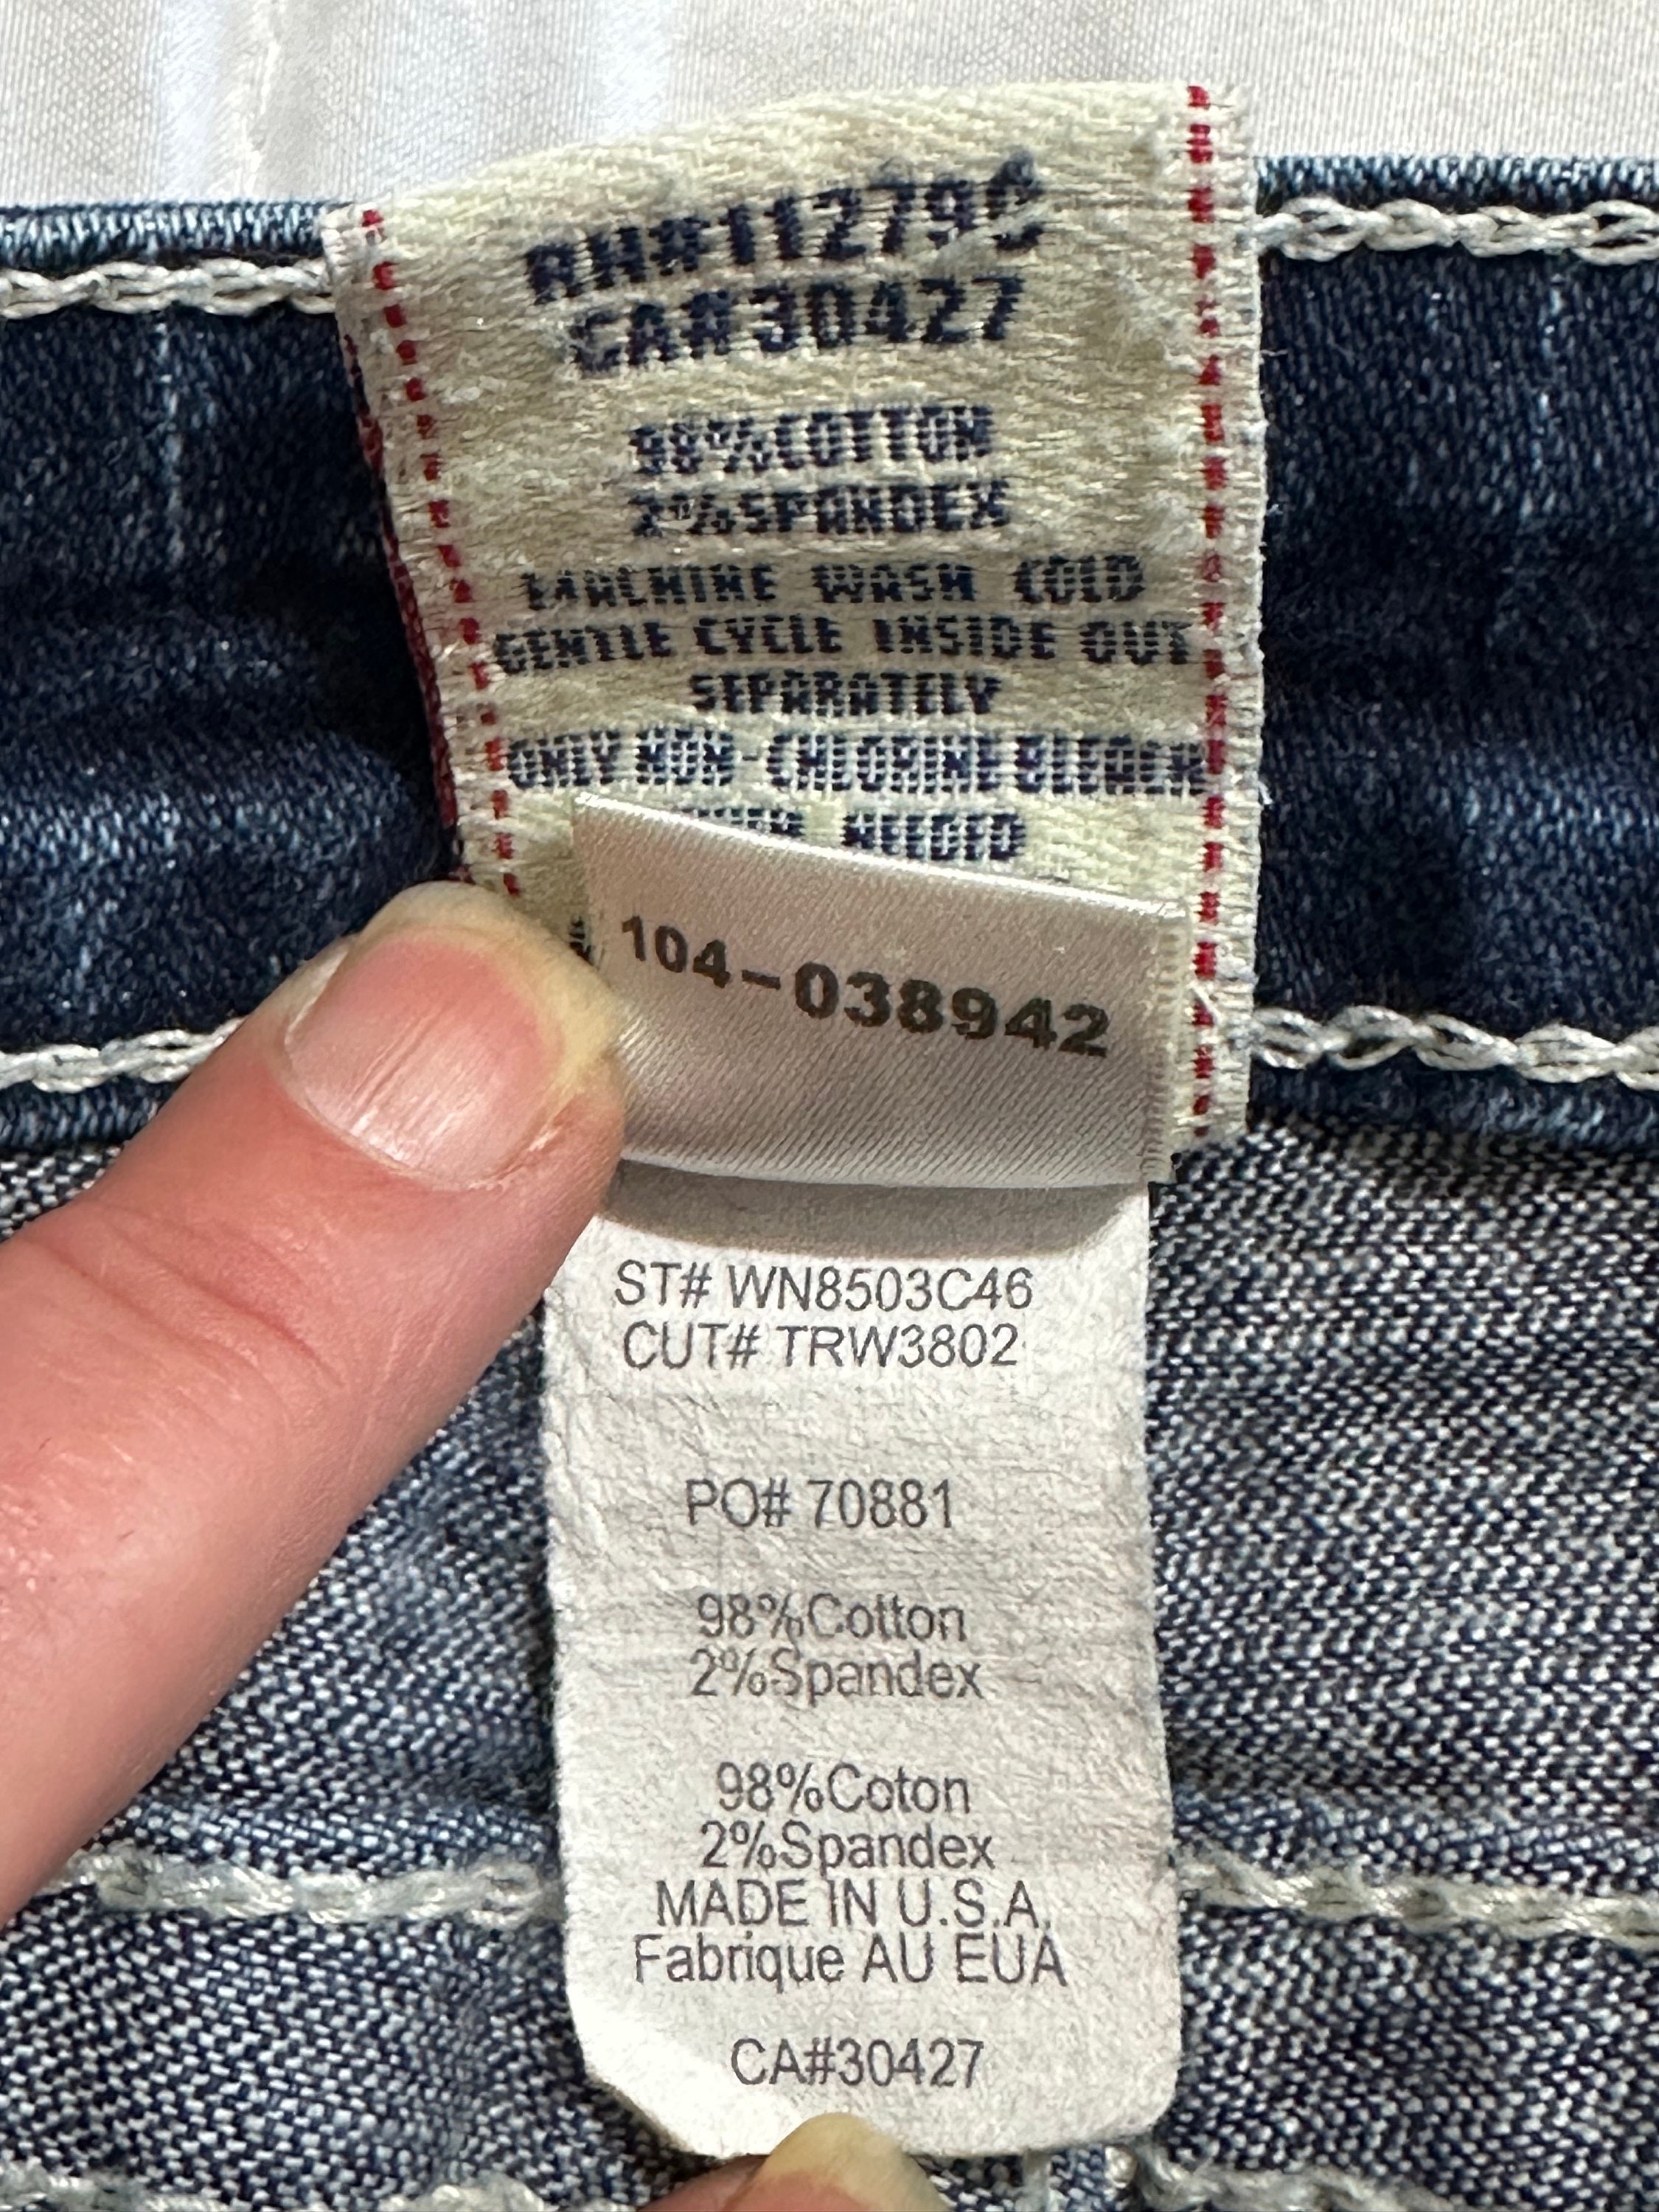 RN#112790
CA#30427
98%COTTON
2%SPANDEX
MACHINE WASH COLD
GENTLE CYCLE INSIDE OUT
SEPARATELY
ONLY NON-CHLORINE BLEACH
NEEDED
104-038942
ST# WN8503C46
CUT# TRW3802
PO# 70881
98%Cotton
2%Spandex
98%Coton
2%Spandex
MADE IN U.S.A.
Fabrique AU EUA
CA#30427